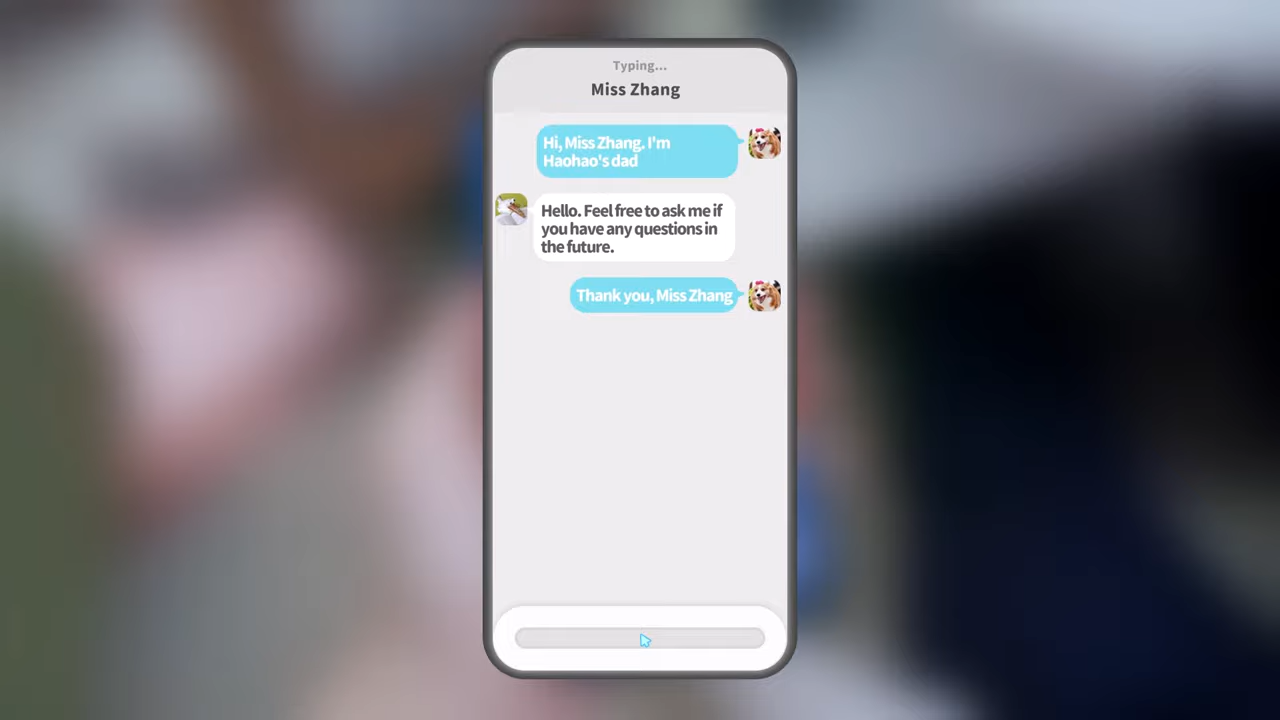 Typing...
Miss Zhang
Hi, Miss Zhang. I'm
Haohao's dad
Hello. Feel free to ask me if
you have any questions in
the future.
Thank you, Miss Zhang